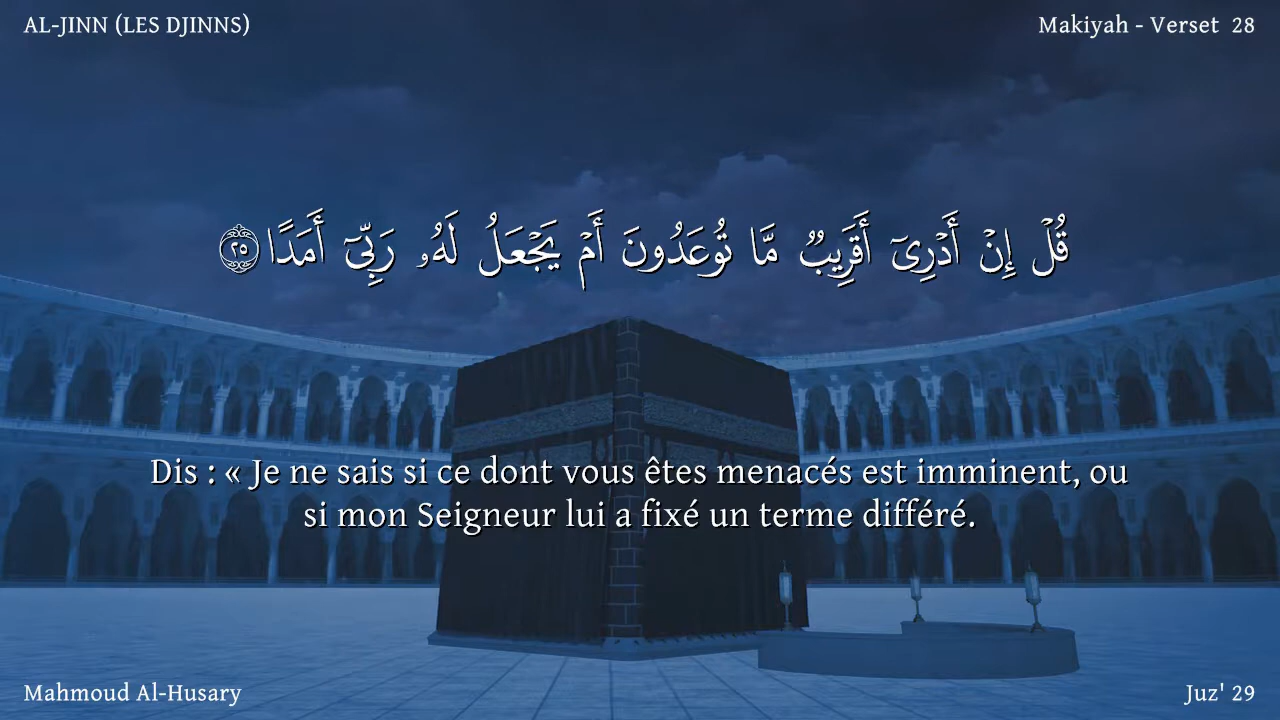 AL-JINN (LES DJINNS)
Makiyah - Verset 28
قُلْ إِنْ أَدْرِىٓ أَقَرِيبٌ مَّا تُوعَدُونَ أَمْ يَجْعَلُ لَهُۥ رَبِّىٓ أَمَدًا ٢٥
Dis : « Je ne sais si ce dont vous êtes menacés est imminent, ou
si mon Seigneur lui a fixé un terme différé.
Mahmoud Al-Husary
Juz' 29